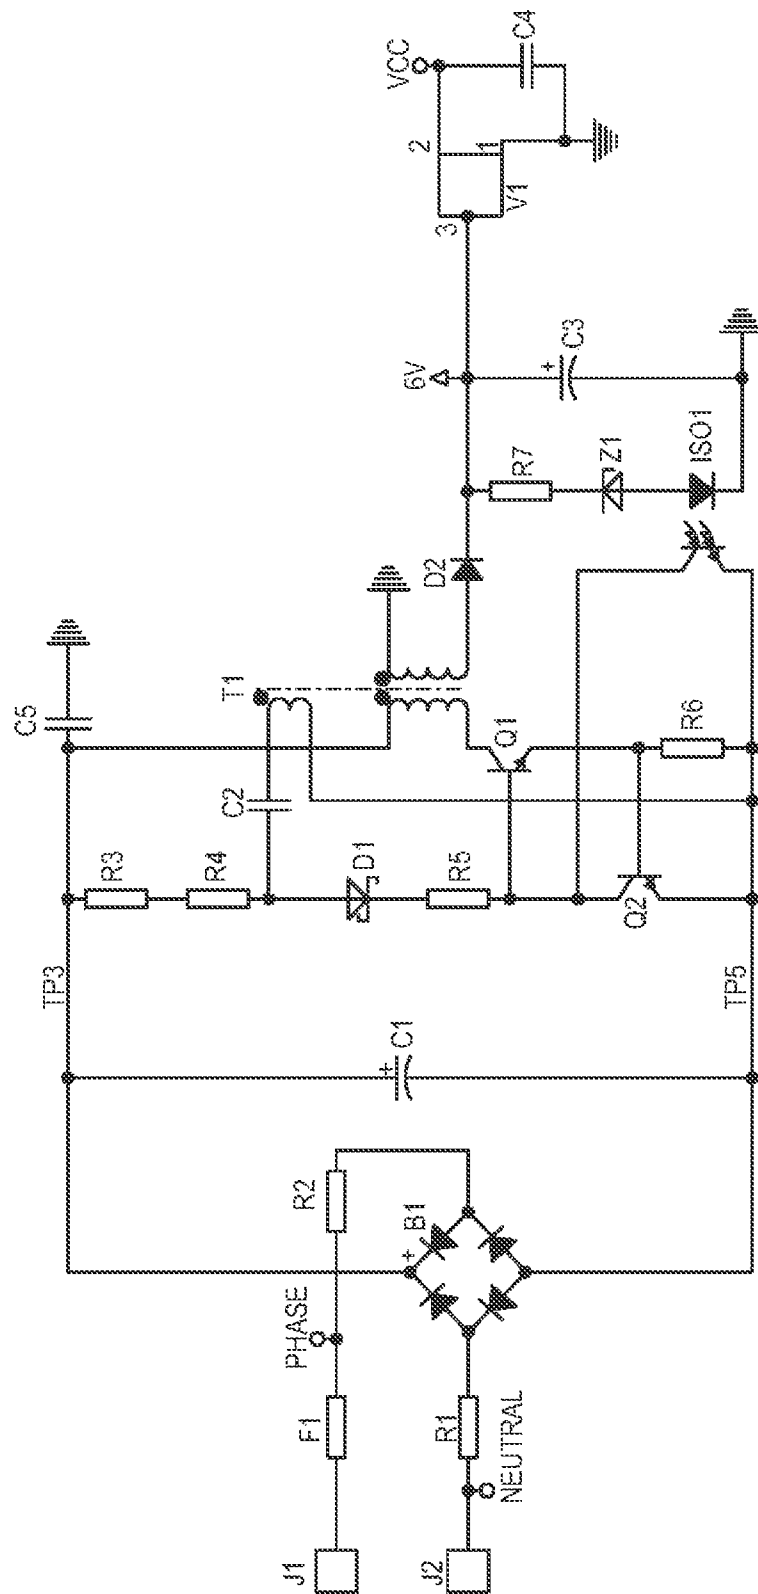 J1
F1
PHASE
R2
J2
NEUTRAL
R1
B1
+
C1
+
TP3
TP5
R3
R4
C2
D1
R5
Q2
C5
T1
Q1
R6
D2
6V
R7
Z1
ISO1
C3
+
3
V1
2
1
VCC
C4